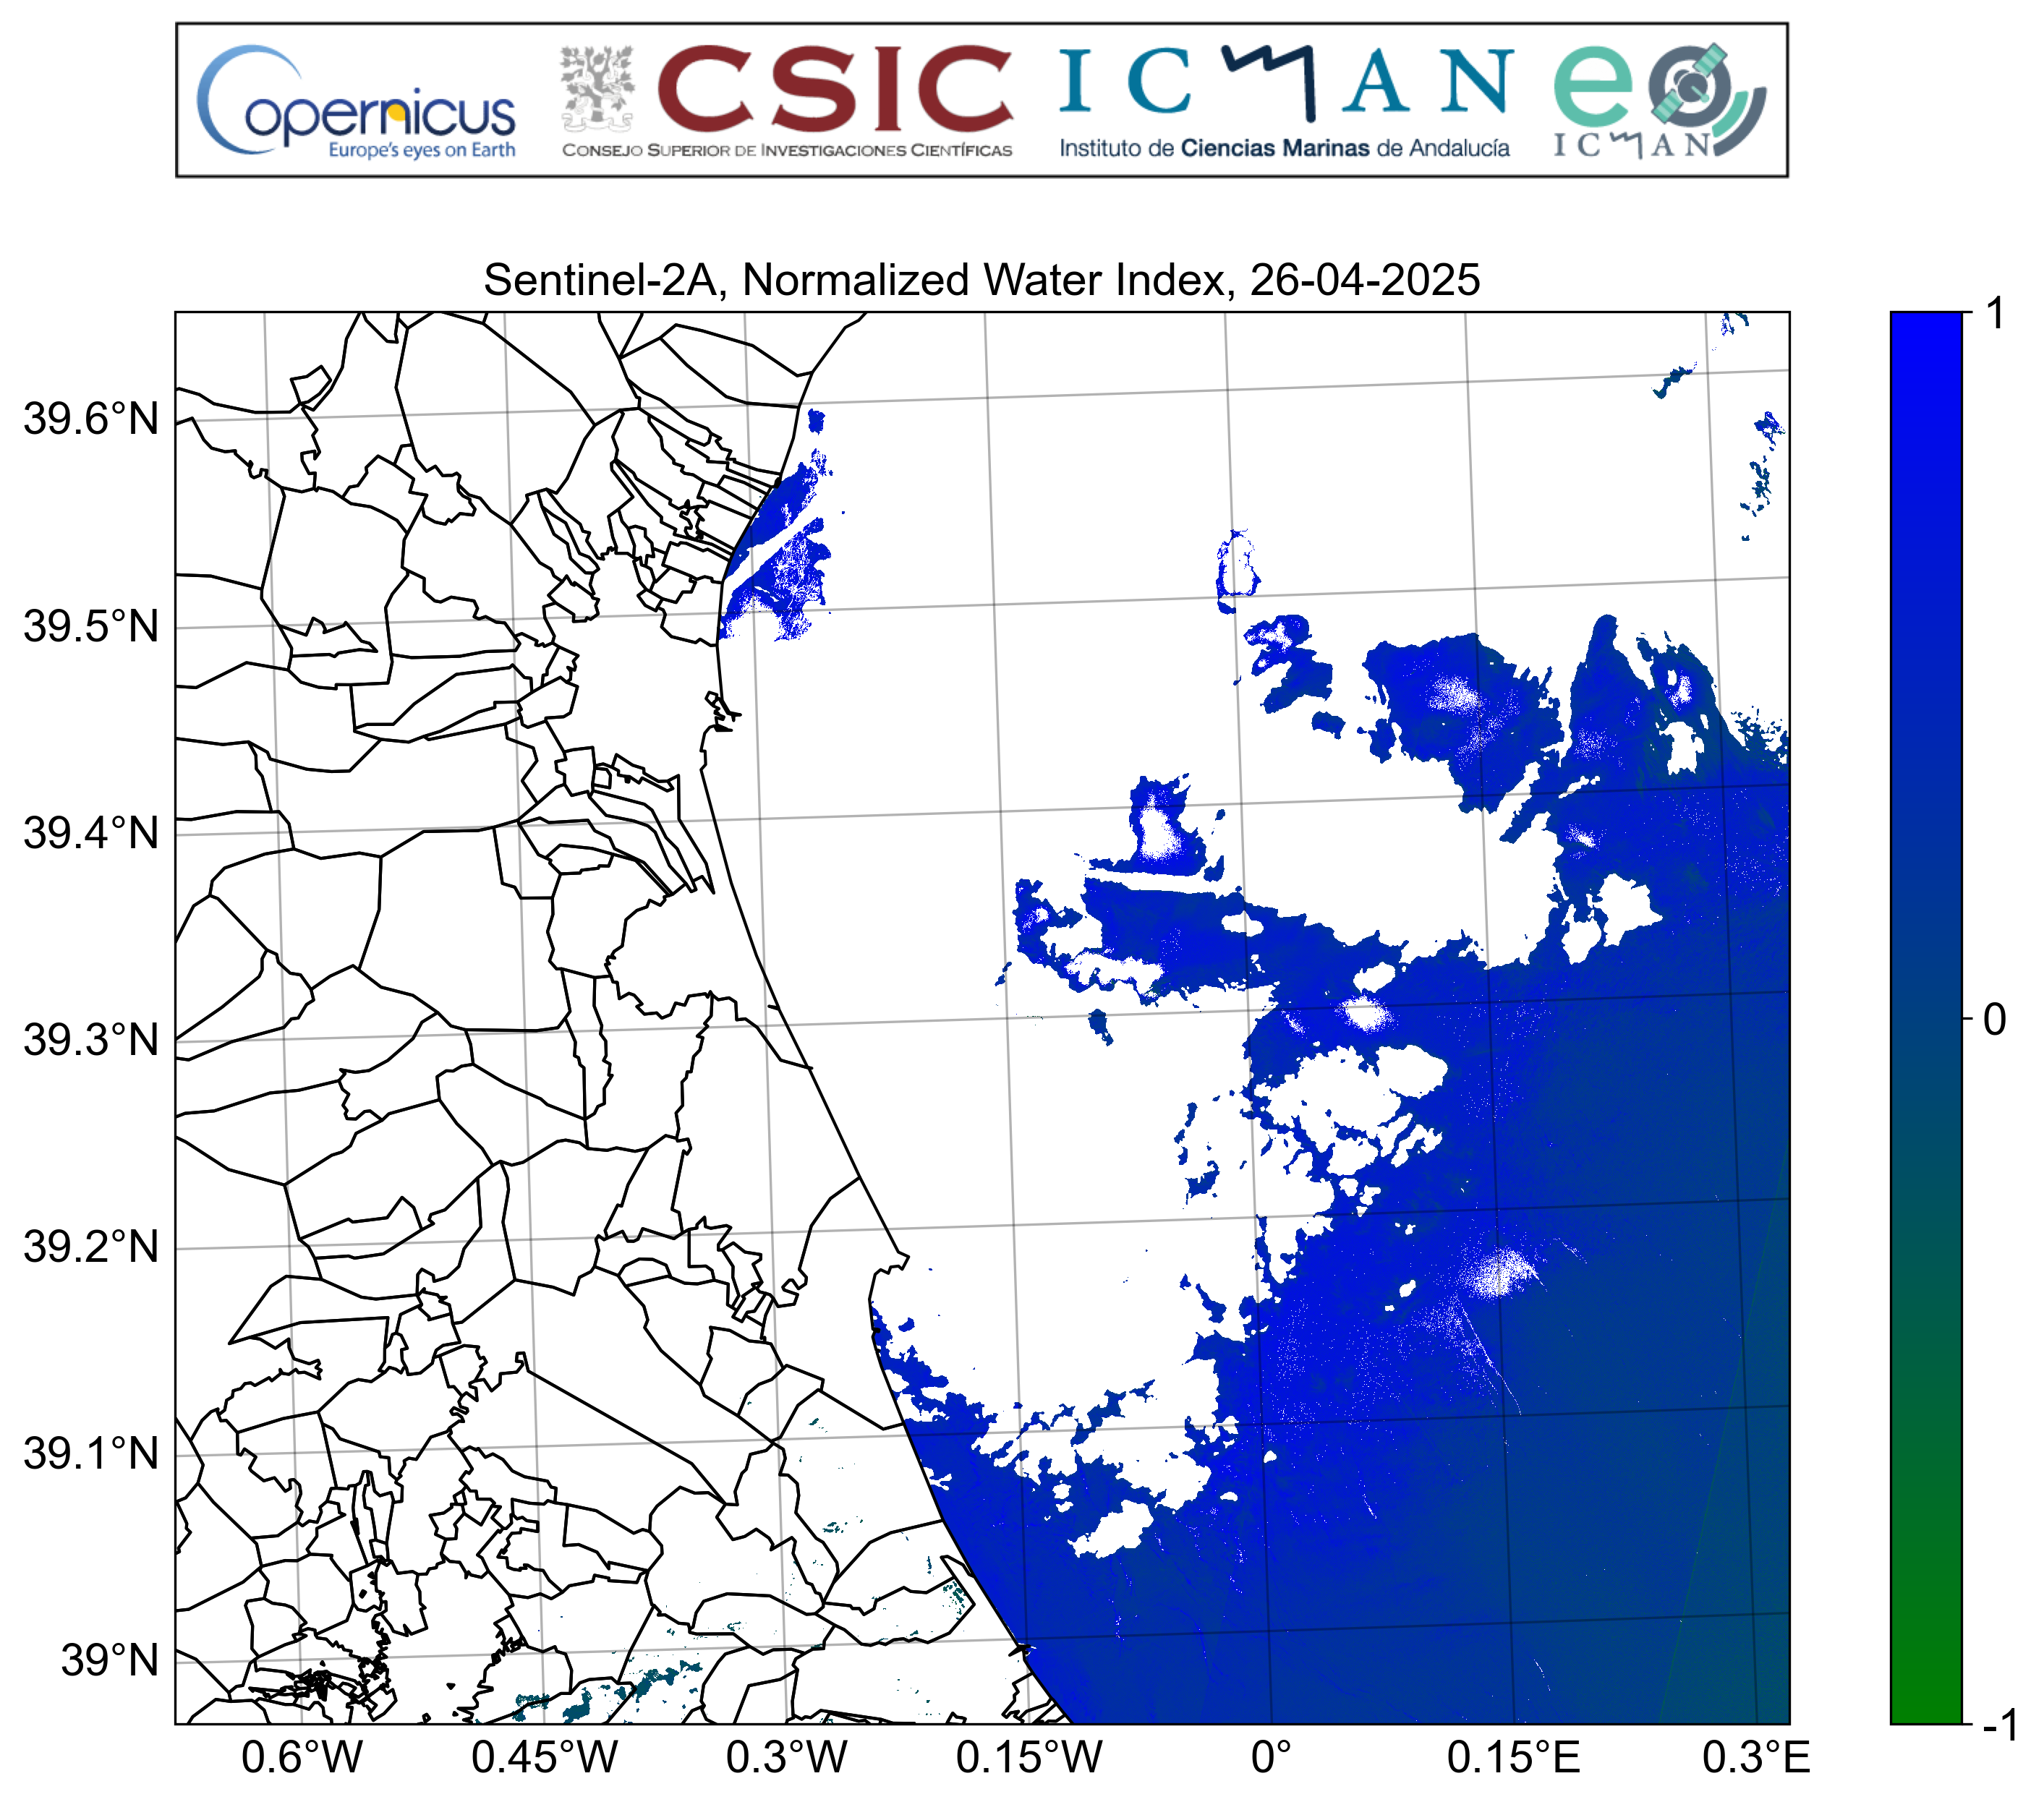 Copernicus
Europe's eyes on Earth
CSIC
CONSEJO SUPERIOR DE INVESTIGACIONES CIENTÍFICAS
ICMAN
Instituto de Ciencias Marinas de Andalucía
eo
ICMAN
Sentinel-2A, Normalized Water Index, 26-04-2025
39.6°N
39.5°N
39.4°N
39.3°N
39.2°N
39.1°N
39°N
0.6°W 0.45°W 0.3°W 0.15°W 0° 0.15°E 0.3°E
1
0
-1